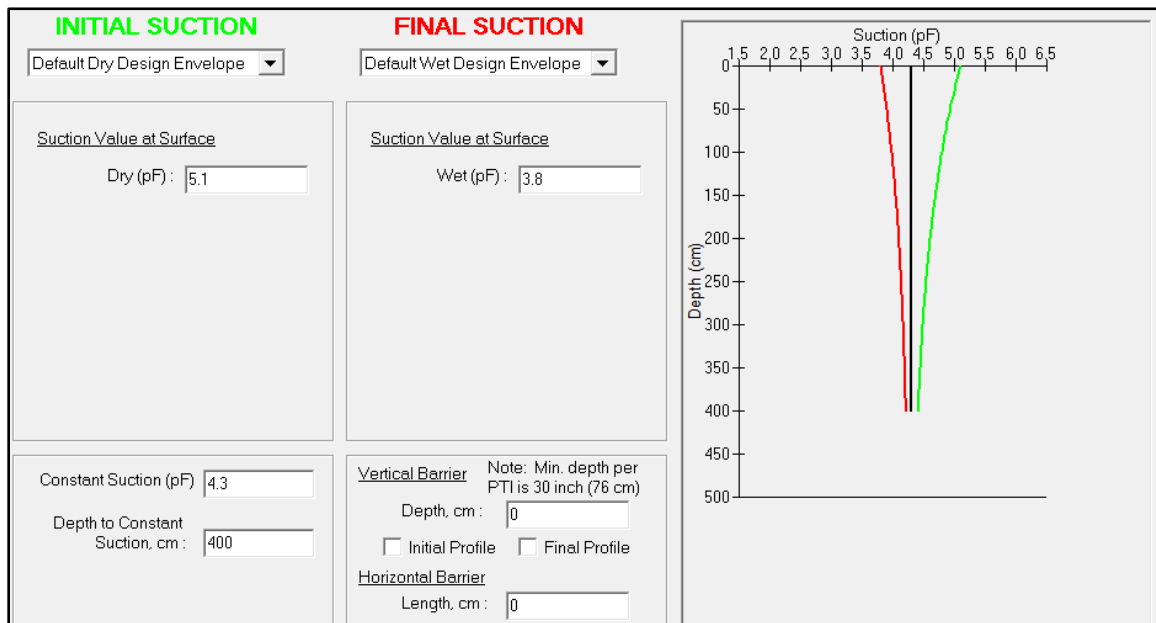 INITIAL SUCTION
Default Dry Design Envelope
Suction Value at Surface
Dry (pF) : 5.1
Constant Suction (pF) 4.3
Depth to Constant
Suction, cm : 400
FINAL SUCTION
Default Wet Design Envelope
Suction Value at Surface
Wet (pF) : 3.8
Vertical Barrier
Note: Min. depth per
PTI is 30 inch (76 cm)
Depth, cm : 0
Initial Profile Final Profile
Horizontal Barrier
Length, cm : 0
Suction (pF)
1,5 2,0 2,5 3,0 3,5 4,0 4,5 5,0 5,5 6,0 6,5
Depth (cm)
0
50
100
150
200
250
300
350
400
450
500